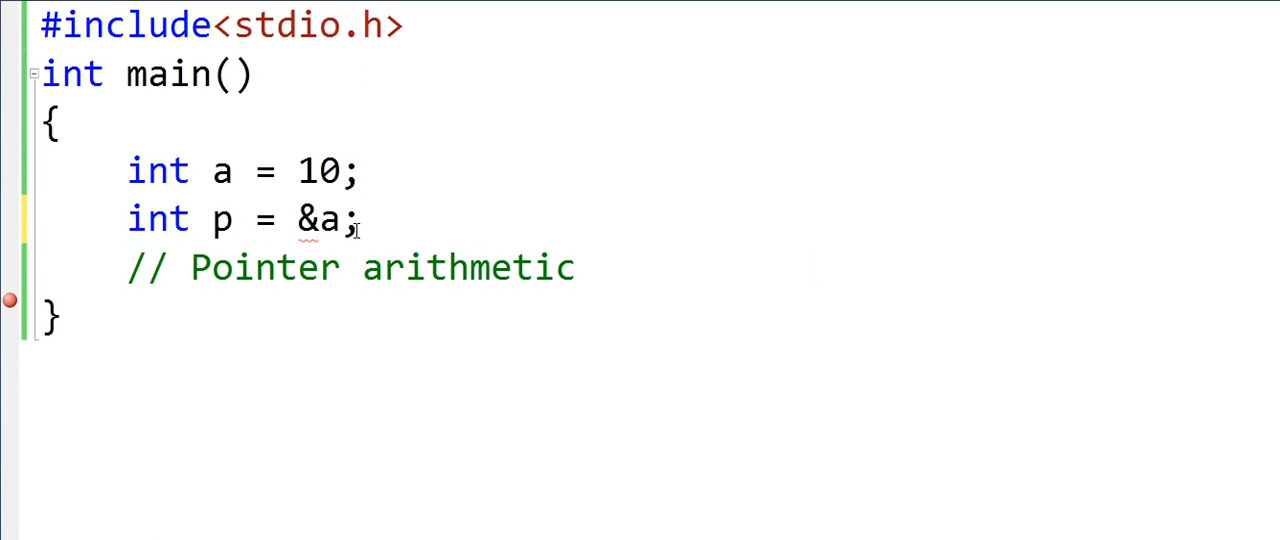 #include<stdio.h>
int main()
{
    int a = 10;
    int p = &a;
    // Pointer arithmetic
}